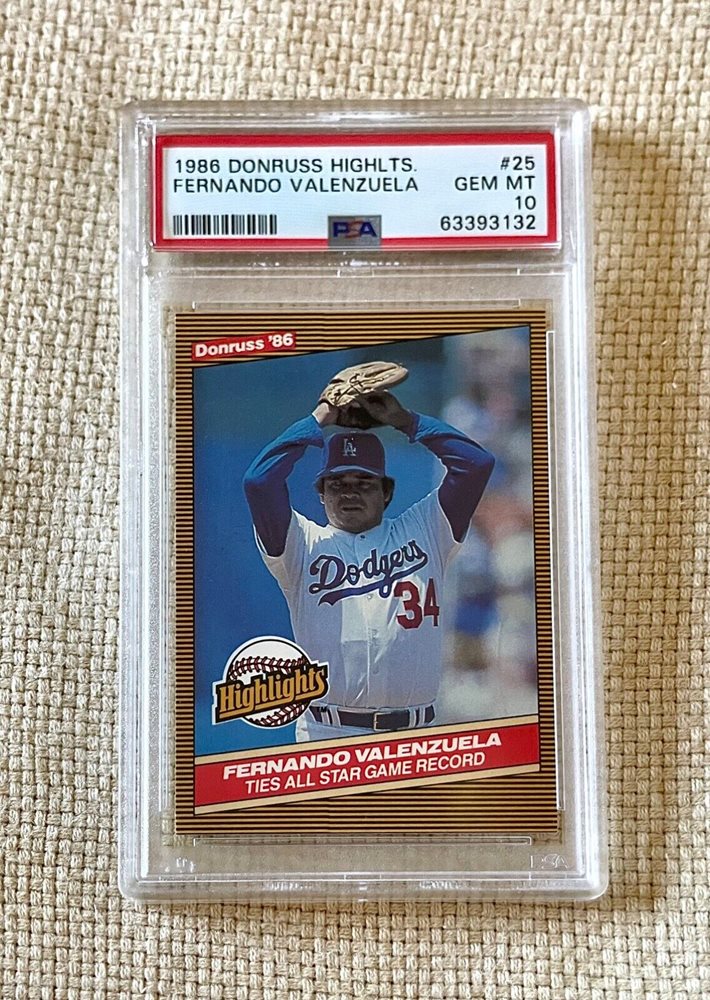 1986 DONRUSS HIGHLTS. #25
FERNANDO VALENZUELA GEM MT
10
PSA 63393132
Donruss '86
LA
Dodgers
34
Highlights
FERNANDO VALENZUELA
TIES ALL STAR GAME RECORD
PSA